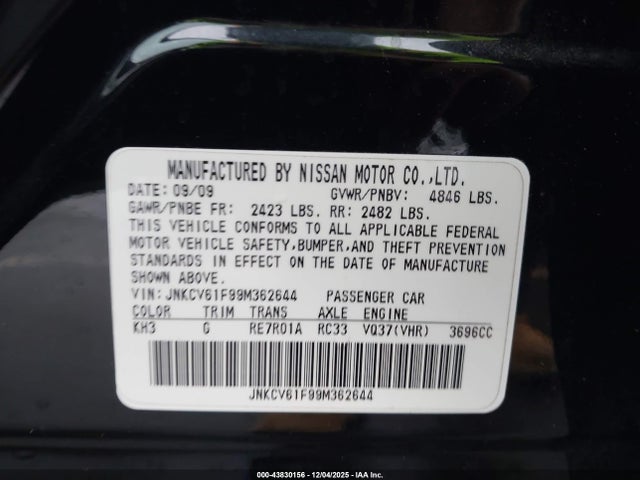 MANUFACTURED BY NISSAN MOTOR CO.,LTD.
DATE: 09/09 GVWR/PNBV: 4846 LBS.
GAWR/PNBE FR: 2423 LBS. RR: 2482 LBS.
THIS VEHICLE CONFORMS TO ALL APPLICABLE FEDERAL
MOTOR VEHICLE SAFETY,BUMPER,AND THEFT PREVENTION
STANDARDS IN EFFECT ON THE DATE OF MANUFACTURE
SHOWN ABOVE.
VIN: JNKCV61F99M362644 PASSENGER CAR
COLOR TRIM TRANS AXLE ENGINE
KH3 G RE7R01A RC33 VQ37(VHR) 3696CC
JNKCV61F99M362644
000-43830156 - 12/04/2025 - IAA Inc.